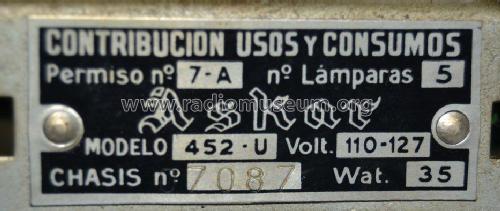 CONTRIBUCION USOS Y CONSUMOS
Permiso nº 7-A nº Lámparas 5
www.radiomuseum.org
Askar
MODELO 452-U Volt. 110-127
CHASIS nº 7087 Wat. 35